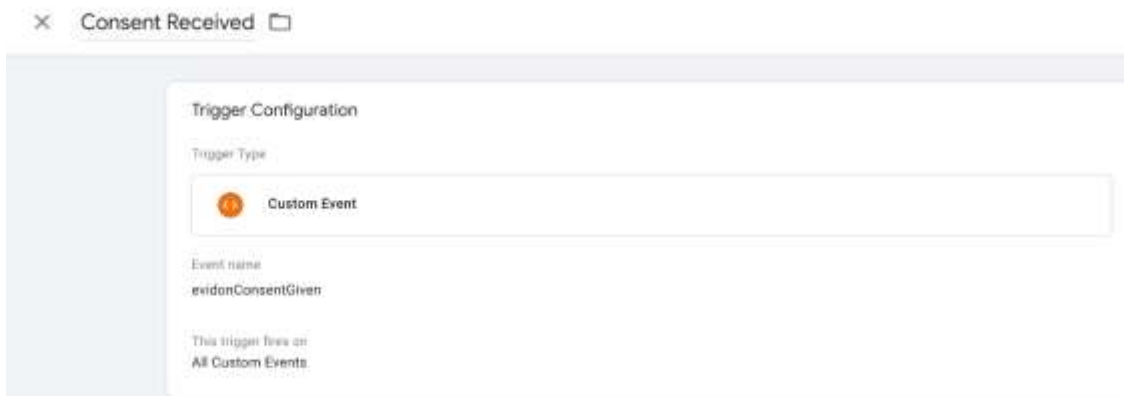 Consent Received
Trigger Configuration
Trigger Type
Custom Event
Event name
evidonConsentGiven
This trigger fires on
All Custom Events